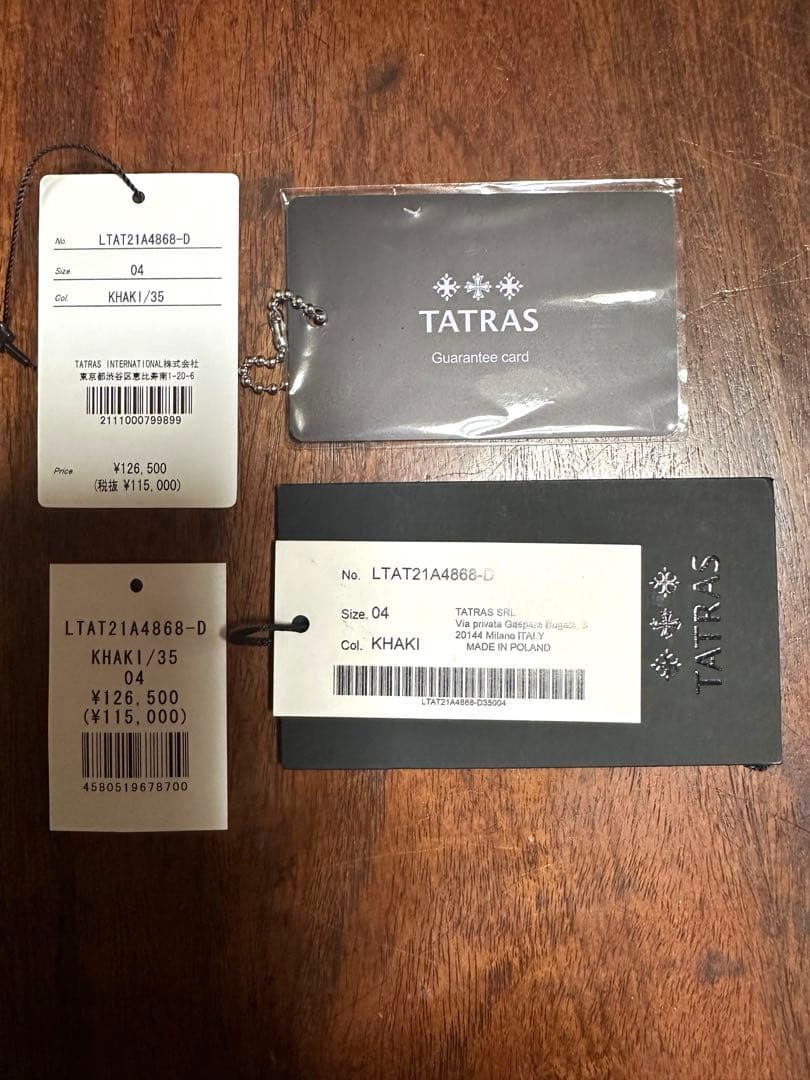 No. LTAT21A4868-D
Size. 04
Col. KHAKI/35
TATRAS INTERNATIONAL株式会社
東京都渋谷区恵比寿南1-20-6
2111000799899
Price. ¥126,500
(税抜 ¥115,000)
TATRAS
Guarantee card
LTAT21A4868-D
KHAKI/35
04
¥126,500
(¥115,000)
4580519678700
No. LTAT21A4868-D
Size. 04
Col. KHAKI
TATRAS SRL
Via privata Gaspare
20144 Milano ITALY
MADE IN POLAND
LTAT21A4868-D35004
TATRAS